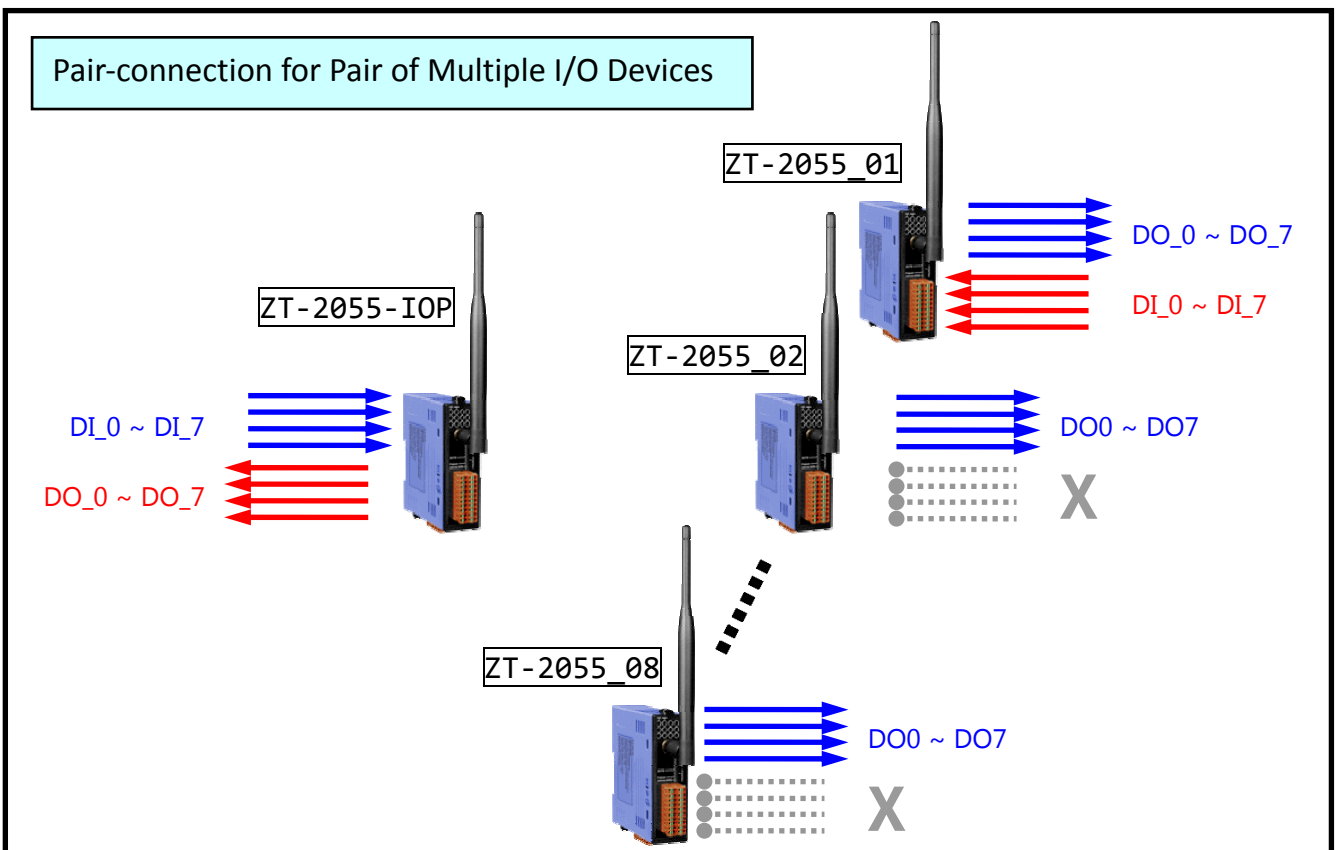 Pair-connection for Pair of Multiple I/O Devices
ZT-2055_01
DO_0 ~ DO_7
DI_0 ~ DI_7
ZT-2055-IOP
DI_0 ~ DI_7
DO_0 ~ DO_7
ZT-2055_02
DO0 ~ DO7
X
ZT-2055_08
DO0 ~ DO7
X